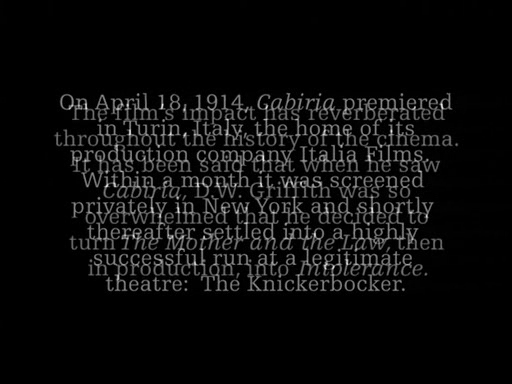 On April 18, 1914, Cabiria premiered
in Turin, Italy, the home of its
production company Italia Films.
Within a month it was screened
privately in New York and shortly
thereafter settled into a highly
successful run at a legitimate
theatre: The Knickerbocker.
The film's impact has reverberated
throughout the history of the cinema.
It has been said that when he saw
Cabiria, D.W. Griffith was so
overwhelmed that he decided to
turn The Mother and the Law, then
in production, into Intolerance.